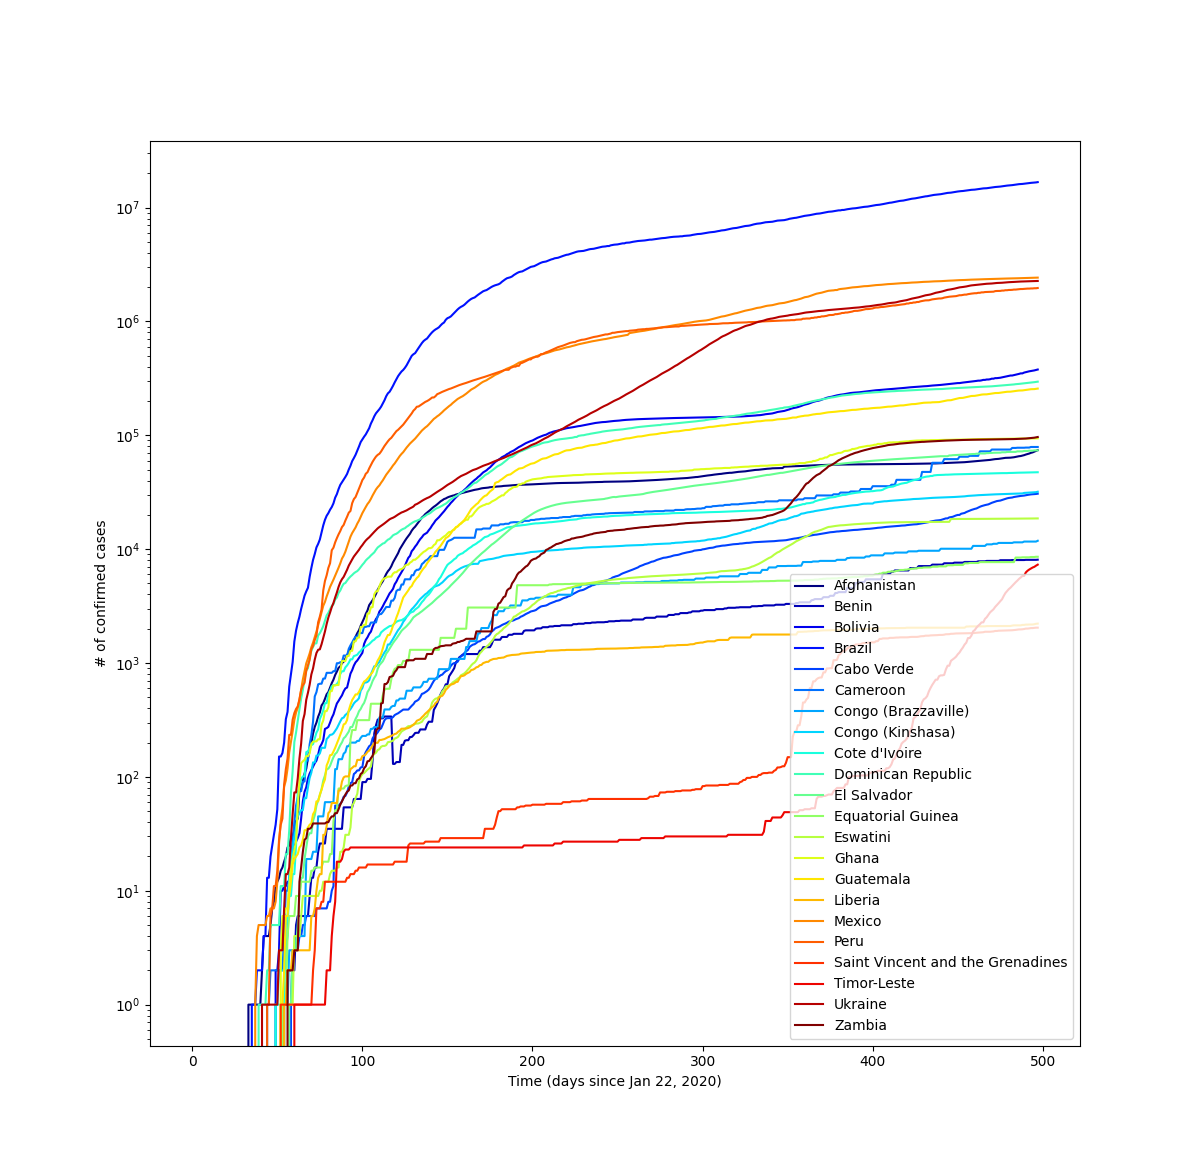 # of confirmed cases
10^7
10^6
10^5
10^4
10^3
10^2
10^1
10^0
Afghanistan
Benin
Bolivia
Brazil
Cabo Verde
Cameroon
Congo (Brazzaville)
Congo (Kinshasa)
Cote d'Ivoire
Dominican Republic
El Salvador
Equatorial Guinea
Eswatini
Ghana
Guatemala
Liberia
Mexico
Peru
Saint Vincent and the Grenadines
Timor-Leste
Ukraine
Zambia
0 100 200 300 400 500
Time (days since Jan 22, 2020)